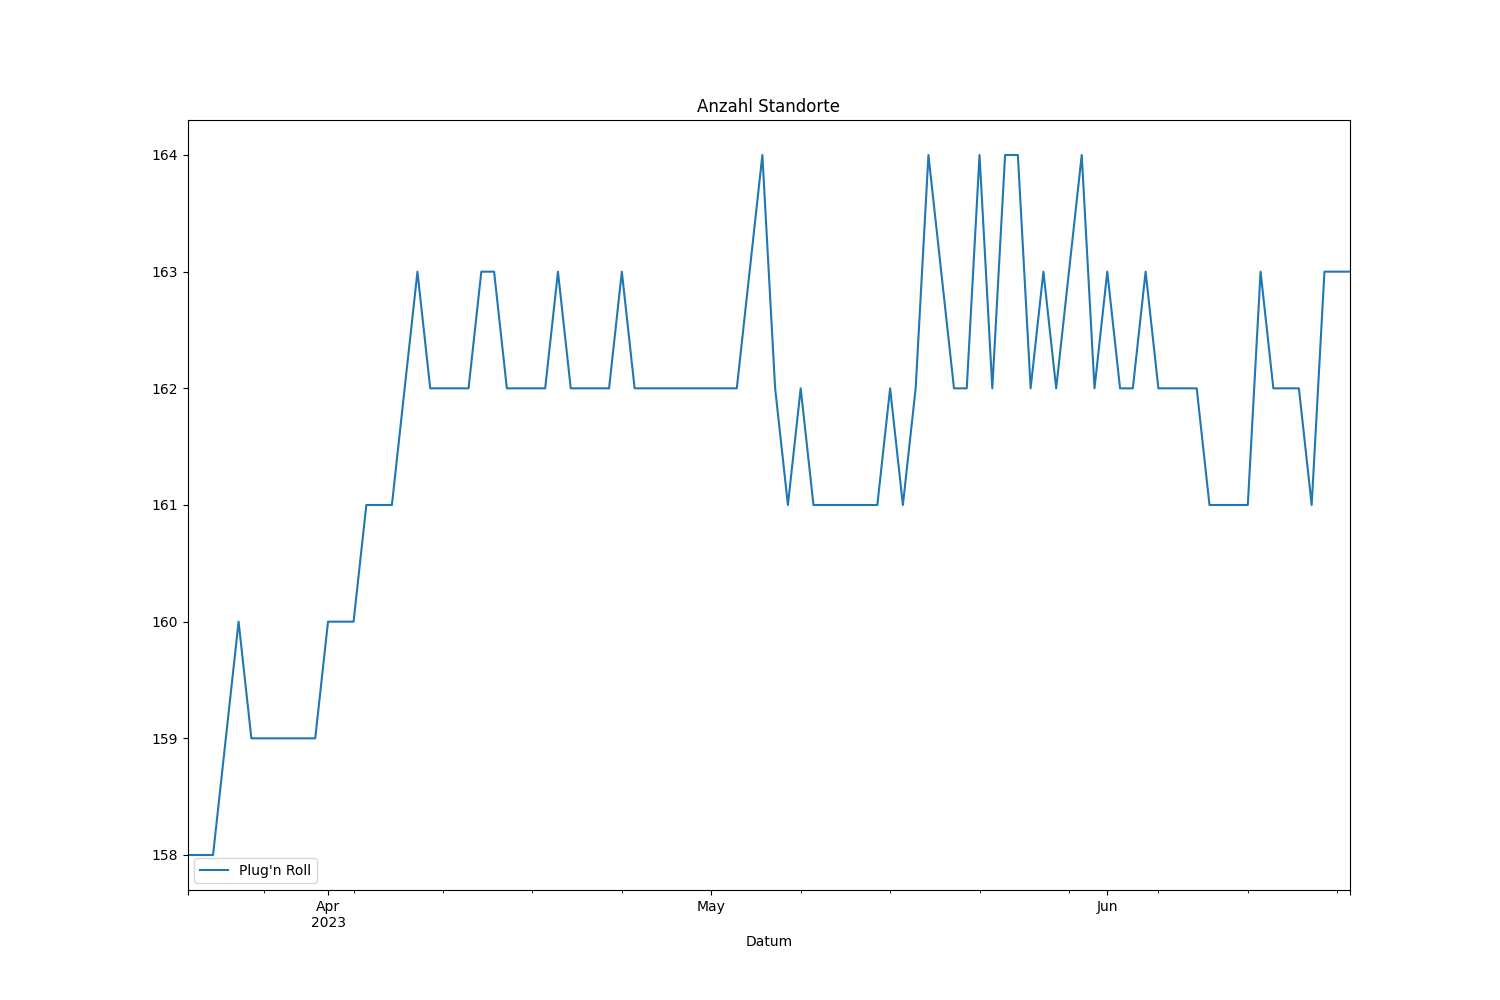 Anzahl Standorte
164
163
162
161
160
159
158
Plug'n Roll
Apr
2023
May
Jun
Datum